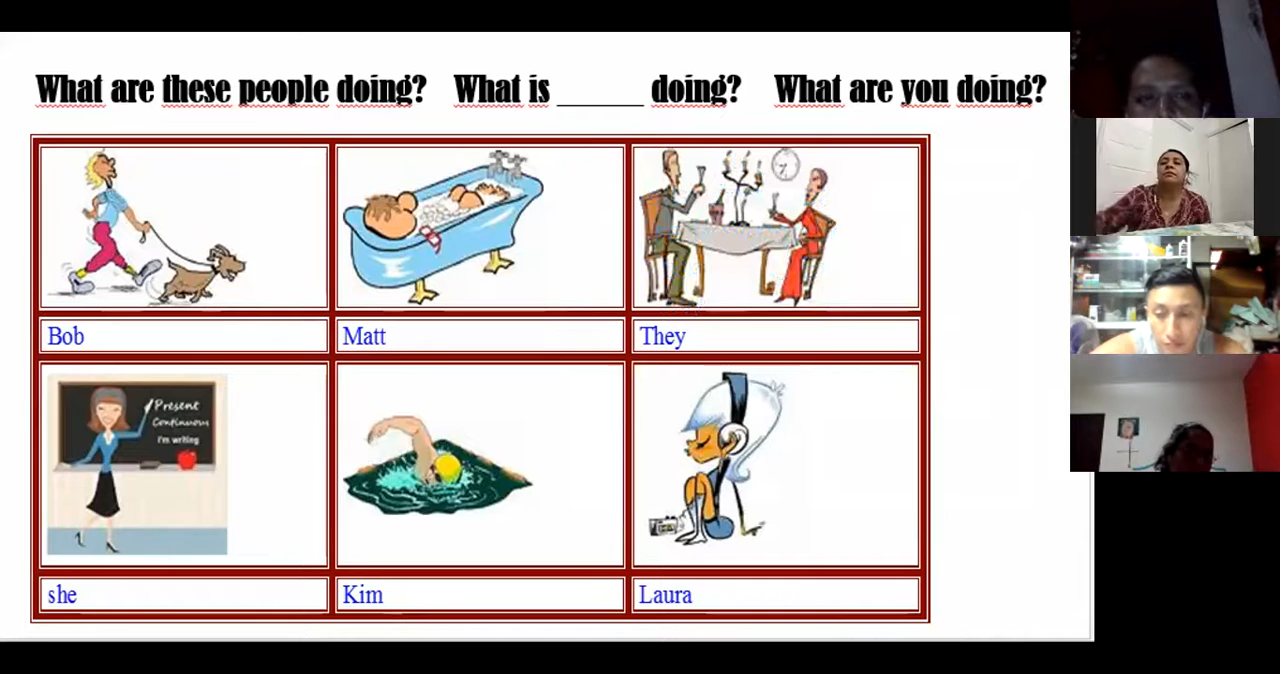 What are these people doing? What is ______ doing? What are you doing?
Bob
Matt
They
Present
Continuous
I'm writing
she
Kim
Laura